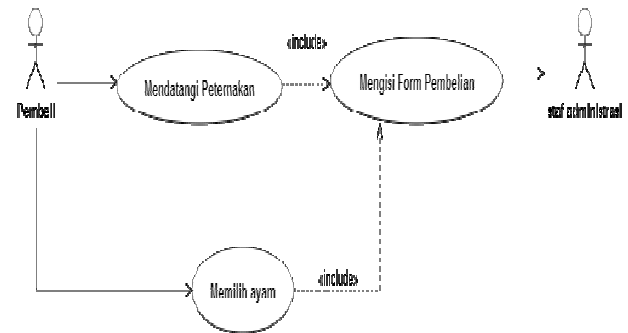 «include»
Mendatangi Peternakan
Mengisi Form Pembelian
Pembeli
staf administrasi
«include»
Memilih ayam